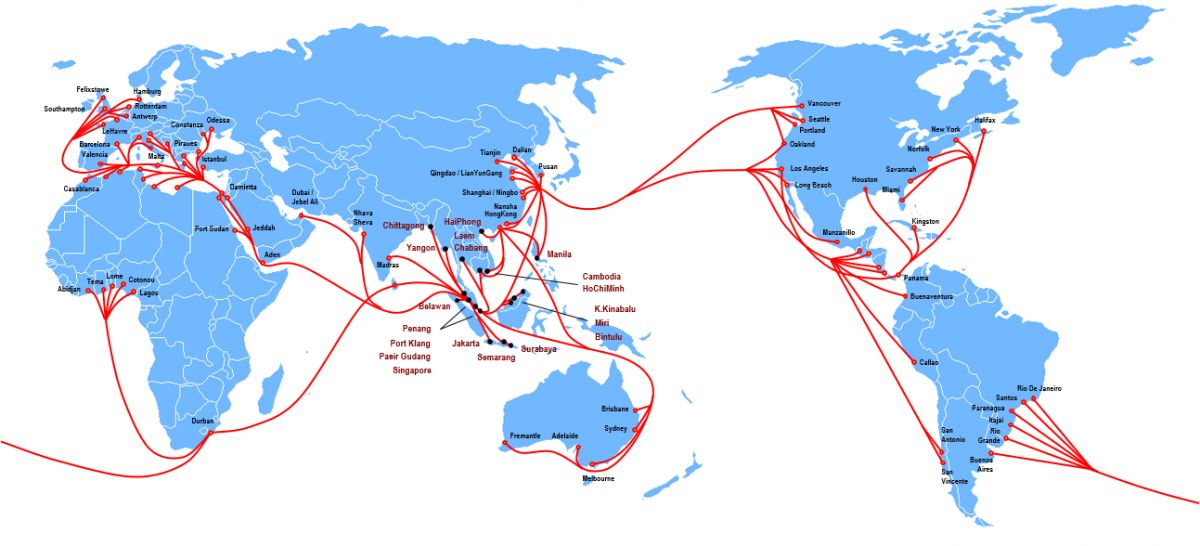 Felixstowe
Hamburg
Southampton
Rotterdam
Antwerp
LeHavre
Constanza
Odessa
Barcelona
Valencia
Piraues
Malta
Istanbul
Casablanca
Damietta
Port Gudan
Jeddah
Dubai /
Jebel Ali
Aden
Nhava
Sheva
Madras
Abidjan
Tema
Lome
Cotonou
Lagos
Durban
Tianjin
Dalian
Pusan
Qingdao / LianYunGang
Shanghai / Ningbo
Nansha
HongKong
Chittagong
HaiPhong
Yangon
Laem
Chabang
Manila
Cambodia
HoChiMinh
Belawan
K.Kinabalu
Miri
Bintulu
Penang
Port Klang
Pasir Gudang
Singapore
Jakarta
Semarang
Surabaya
Brisbane
Sydney
Fremantle
Adelaide
Melbourne
Vancouver
Seattle
Portland
Oakland
Los Angeles
Long Beach
Halifax
New York
Norfolk
Savannah
Houston
Miami
Kingston
Manzanillo
Panama
Buenaventura
Callao
Rio De Janeiro
Santos
Faranagua
Itajai
Rio
Grande
San
Antonio
Buenos
Aires
San
Vincente